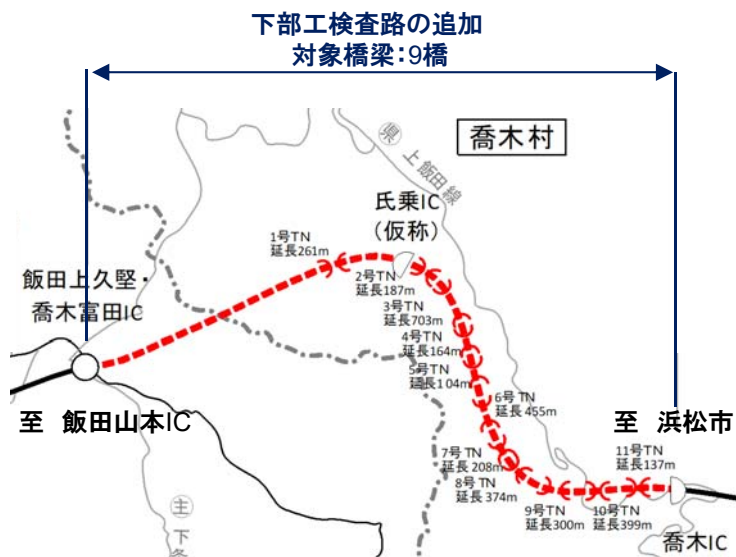 下部工検査路の追加
対象橋梁:9橋
喬木村
県
上飯田線
氏乗IC
(仮称)
1号TN
延長261m
2号TN
延長187m
飯田上久堅・
喬木富田IC
3号TN
延長703m
4号TN
延長164m
5号TN
延長104m
6号TN
延長455m
至 飯田山本IC
至 浜松市
11号TN
延長137m
7号TN
延長208m
8号TN
延長374m
9号TN
延長300m
10号TN
延長399m
喬木IC
主
下条